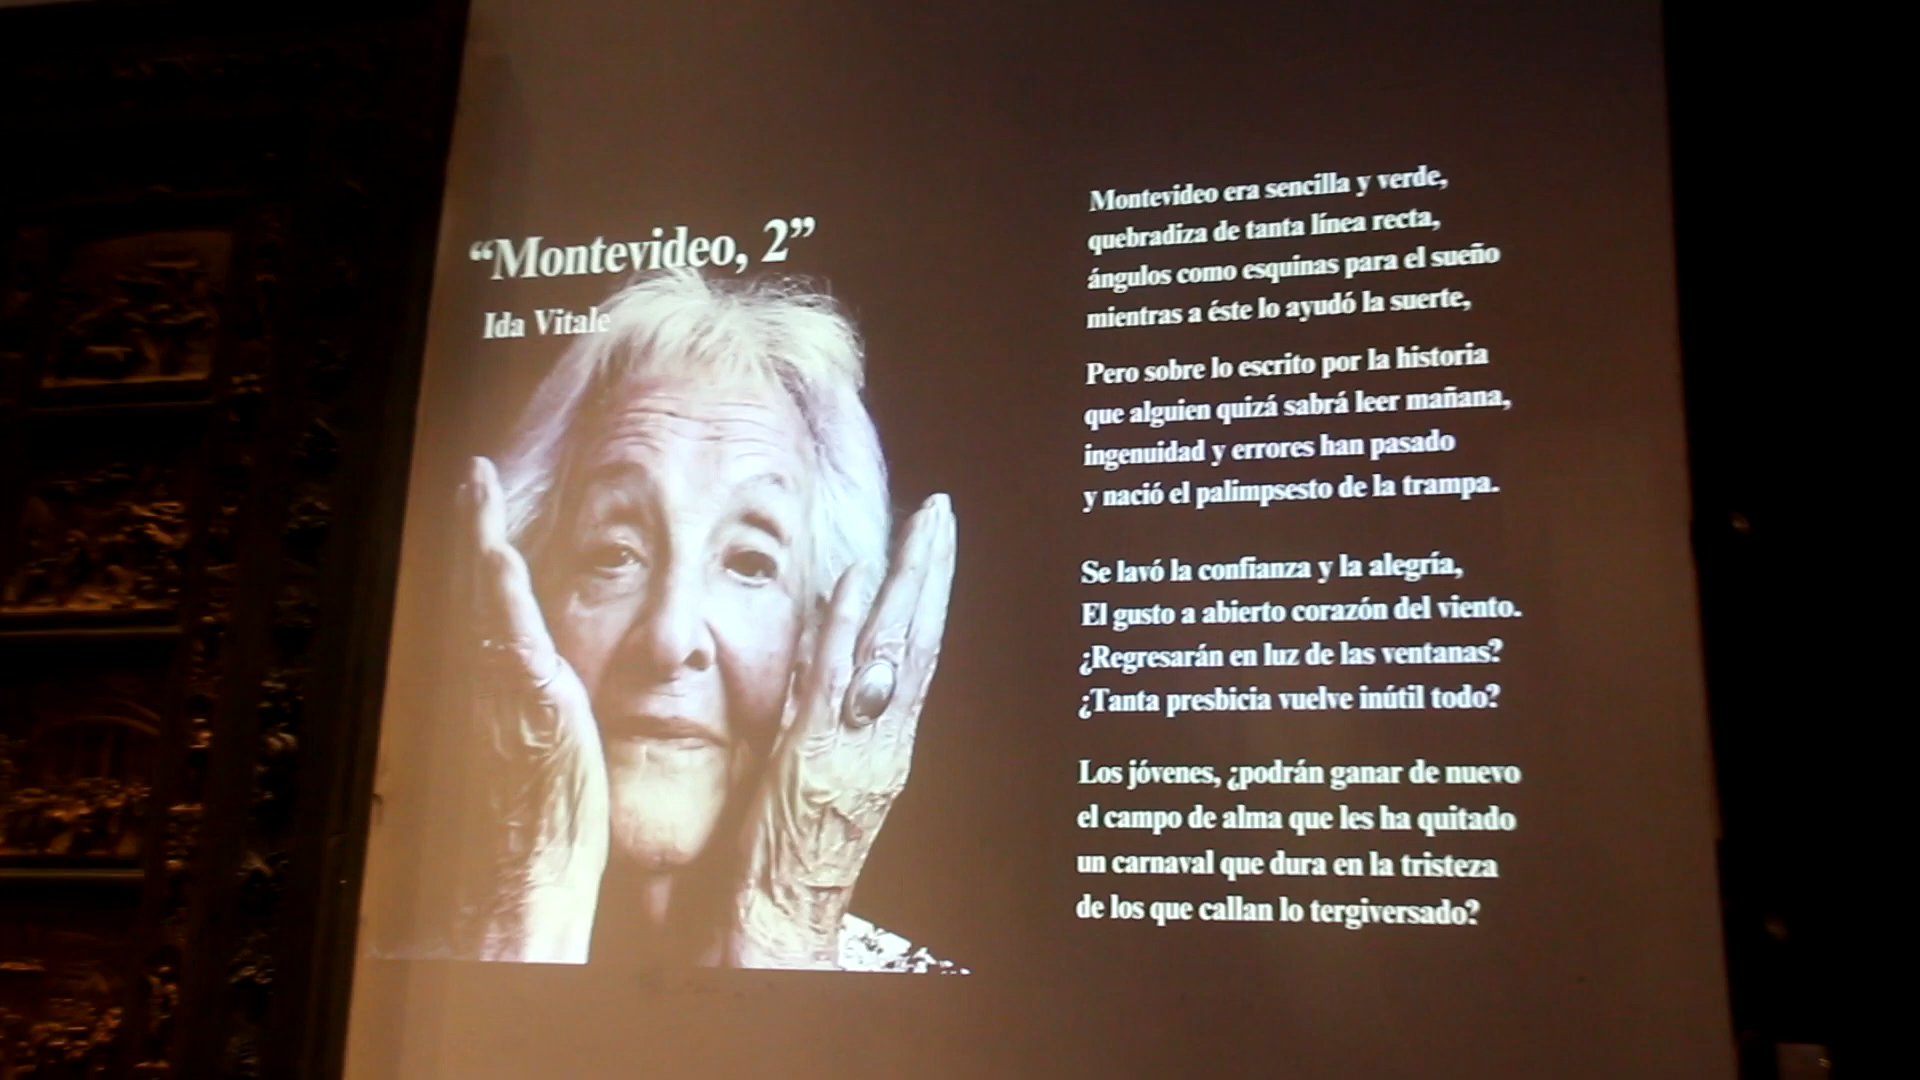 “Montevideo, 2”
Ida Vitale
Montevideo era sencilla y verde,
quebradiza de tanta línea recta,
ángulos como esquinas para el sueño
mientras a éste lo ayudó la suerte,
Pero sobre lo escrito por la historia
que alguien quizá sabrá leer mañana,
ingenuidad y errores han pasado
y nació el palimpsesto de la trampa.
Se lavó la confianza y la alegría,
El gusto a abierto corazón del viento.
¿Regresarán en luz de las ventanas?
¿Tanta presbicia vuelve inútil todo?
Los jóvenes, ¿podrán ganar de nuevo
el campo de alma que les ha quitado
un carnaval que dura en la tristeza
de los que callan lo tergiversado?